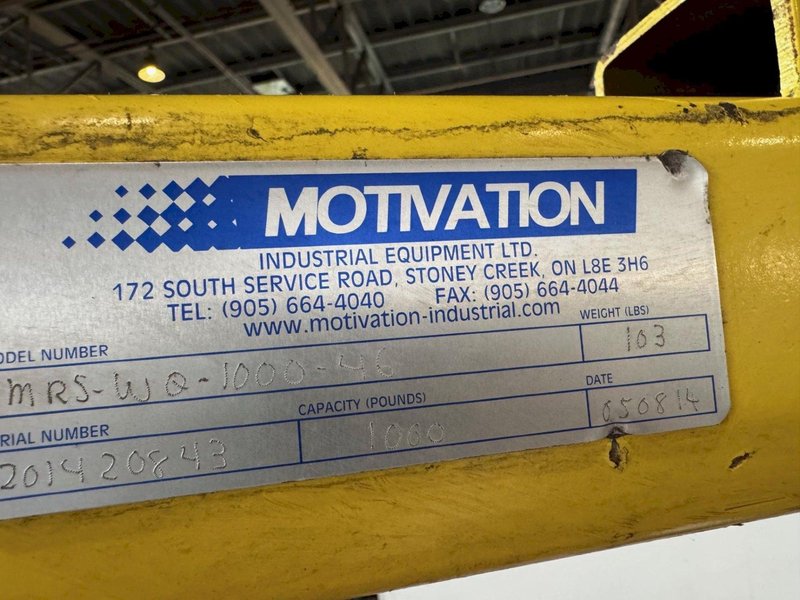 MOTIVATION
INDUSTRIAL EQUIPMENT LTD.
172 SOUTH SERVICE ROAD, STONEY CREEK, ON L8E 3H6
TEL: (905) 664-4040 FAX: (905) 664-4044
www.motivation-industrial.com
ODEL NUMBER
WEIGHT (LBS)
MRS-WQ-1000-46
103
RIAL NUMBER
CAPACITY (POUNDS)
DATE
201420843
1000
050814